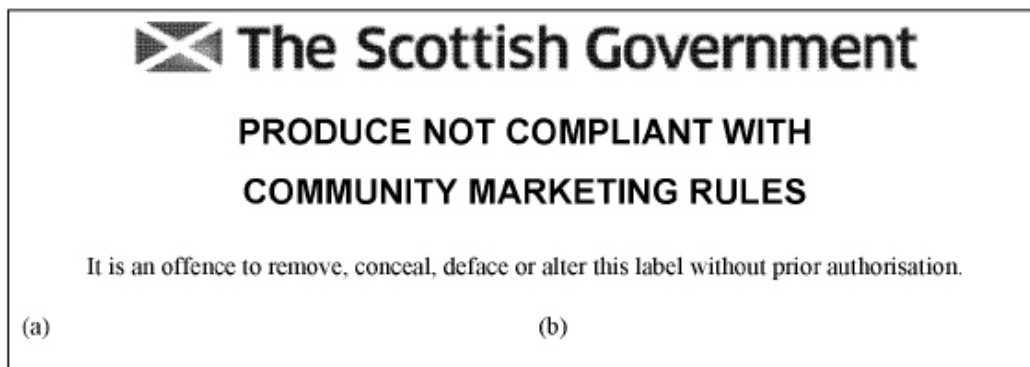 The Scottish Government
PRODUCE NOT COMPLIANT WITH
COMMUNITY MARKETING RULES
It is an offence to remove, conceal, deface or alter this label without prior authorisation.
(a) (b)